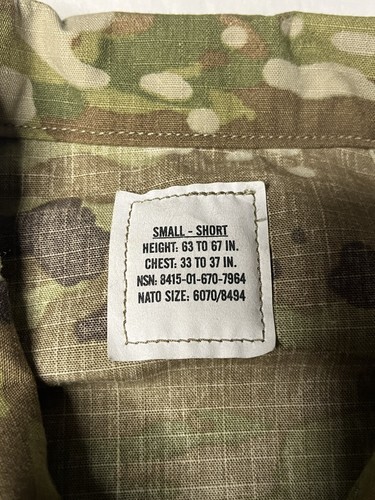 SMALL - SHORT
HEIGHT: 63 TO 67 IN.
CHEST: 33 TO 37 IN.
NSN: 8415-01-670-7964
NATO SIZE: 6070/8494